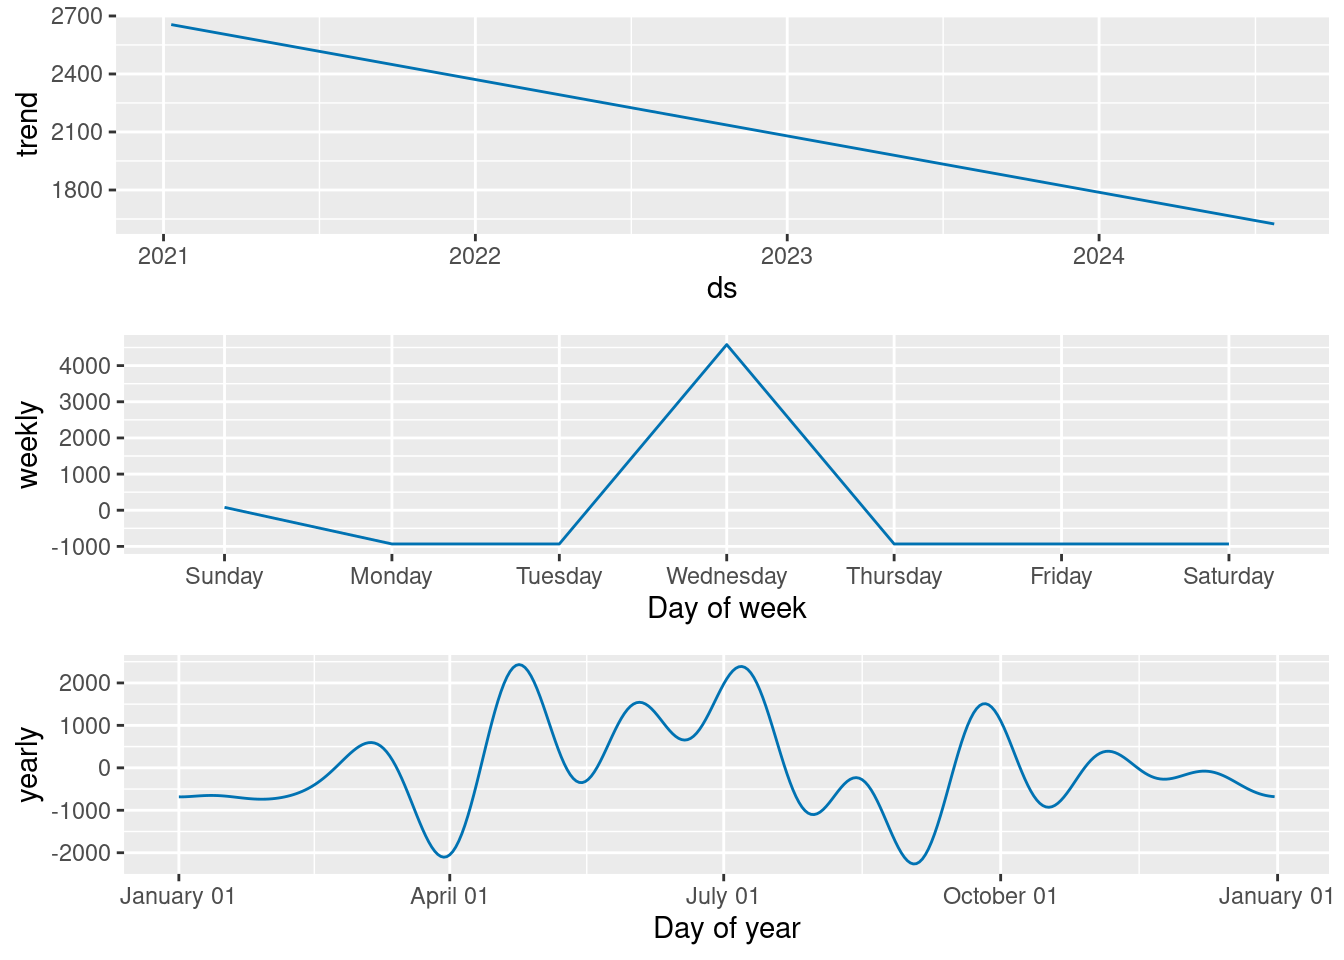 2700
2400
2100
1800
trend
2021 2022 2023 2024
ds
4000
3000
2000
1000
0
-1000
weekly
Sunday Monday Tuesday Wednesday Thursday Friday Saturday
Day of week
2000
1000
0
-1000
-2000
yearly
January 01 April 01 July 01 October 01 January 01
Day of year